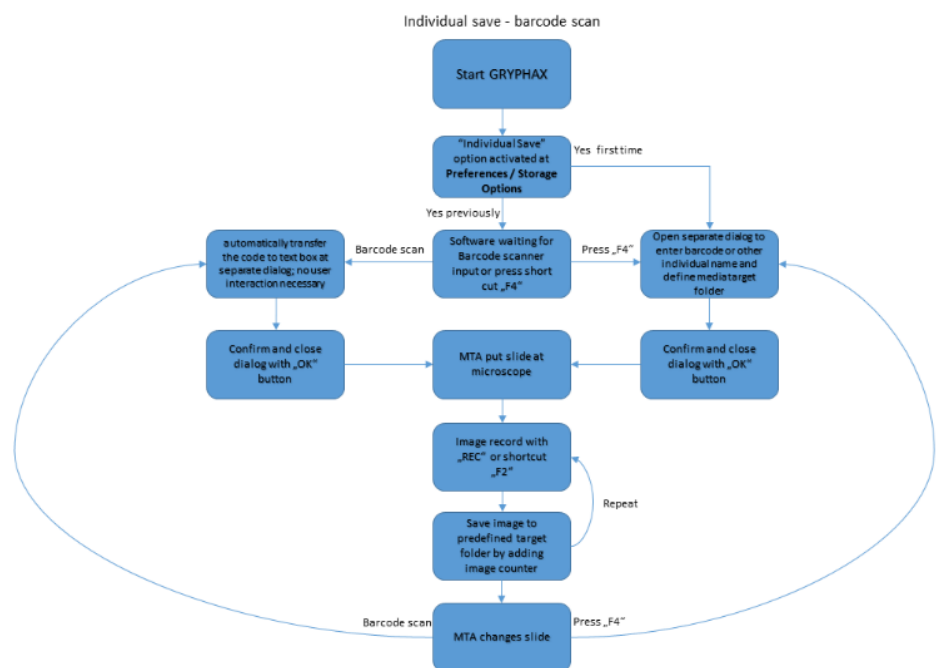 Individual save - barcode scan
Start GRYPHAX
"Individual Save"
option activated at
Preferences / Storage
Options
Yes first time
Yes previously
automatically transfer
the code to text box at
separate dialog; no user
interaction necessary
Barcode scan
Software waiting for
Barcode scanner
input or press short
cut „F4"
Press „F4"
Open separate dialog to
enter barcode or other
individual name and
define media target
folder
Confirm and close
dialog with „OK"
button
MTA put slide at
microscope
Confirm and close
dialog with „OK"
button
Image record with
„REC" or shortcut
„F2"
Repeat
Save image to
predefined target
folder by adding
image counter
Barcode scan
MTA changes slide
Press „F4"